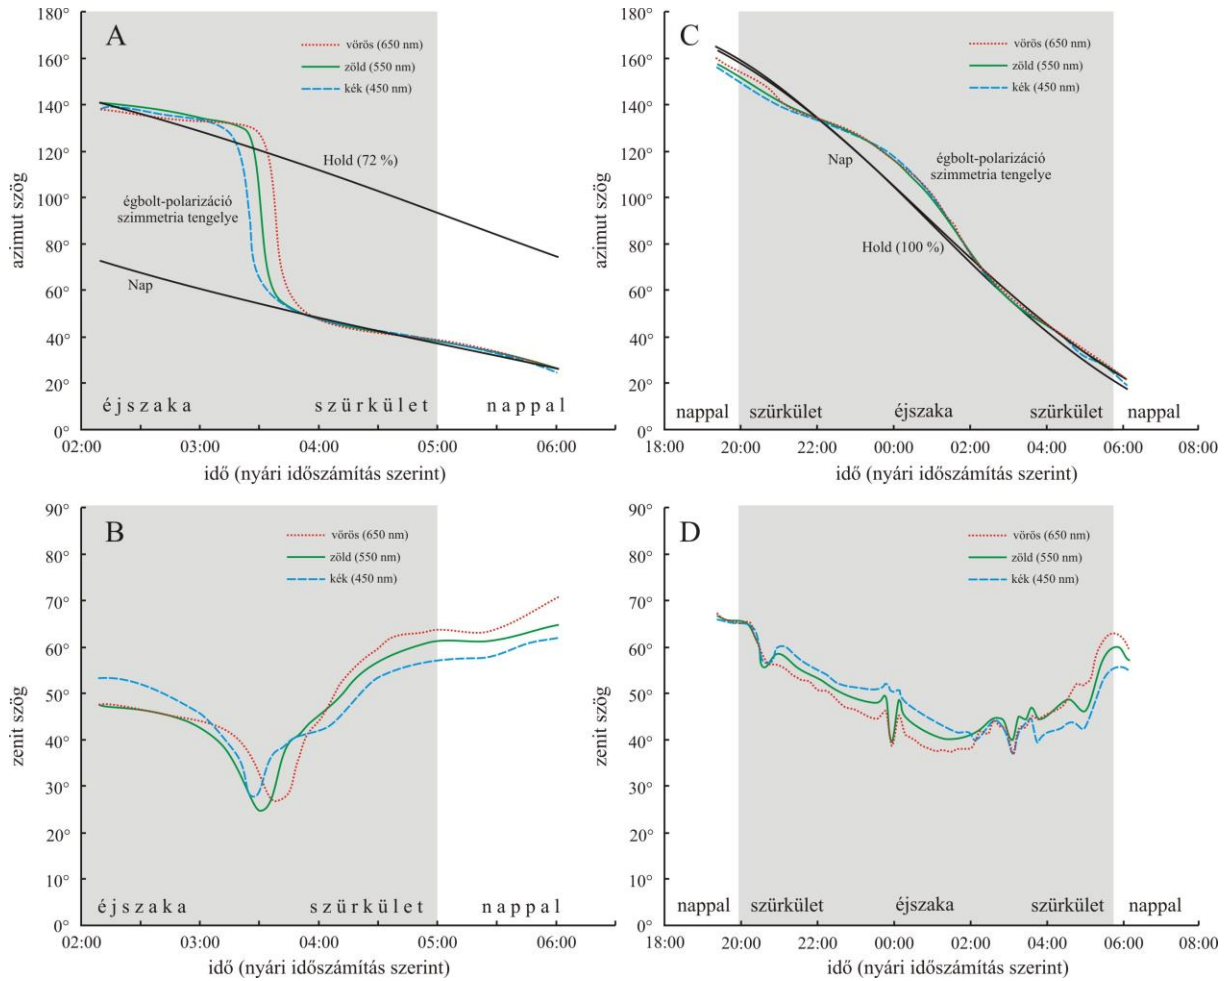 A
180°
160°
140°
120°
100°
80°
60°
40°
20°
0°
azimut szög
vörös (650 nm)
zöld (550 nm)
kék (450 nm)
Hold (72 %)
égbolt-polarizáció
szimmetria tengelye
Nap
éjszaka
szürkület
nappal
02:00
03:00
04:00
05:00
06:00
idő (nyári időszámítás szerint)
C
180°
160°
140°
120°
100°
80°
60°
40°
20°
0°
azimut szög
vörös (650 nm)
zöld (550 nm)
kék (450 nm)
Nap
égbolt-polarizáció
szimmetria tengelye
Hold (100 %)
nappal
szürkület
éjszaka
szürkület
nappal
18:00
20:00
22:00
00:00
02:00
04:00
06:00
08:00
idő (nyári időszámítás szerint)
B
90°
80°
70°
60°
50°
40°
30°
20°
10°
0°
zenit szög
vörös (650 nm)
zöld (550 nm)
kék (450 nm)
éjszaka
szürkület
nappal
02:00
03:00
04:00
05:00
06:00
idő (nyári időszámítás szerint)
D
90°
80°
70°
60°
50°
40°
30°
20°
10°
0°
zenit szög
vörös (650 nm)
zöld (550 nm)
kék (450 nm)
nappal
szürkület
éjszaka
szürkület
nappal
18:00
20:00
22:00
00:00
02:00
04:00
06:00
08:00
idő (nyári időszámítás szerint)